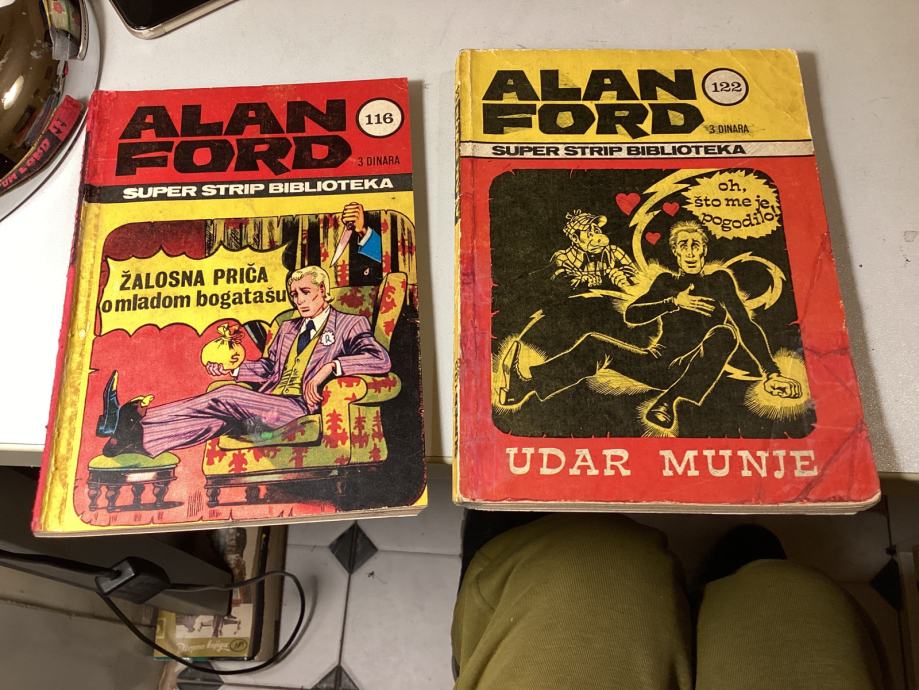 ALAN
FORD
116
3 DINARA
SUPER STRIP BIBLIOTEKA
ŽALOSNA PRIČA
o mladom bogatašu
ALAN
FORD
122
3 DINARA
SUPER STRIP BIBLIOTEKA
oh,
što me je
pogodilo!
UDAR MUNJE